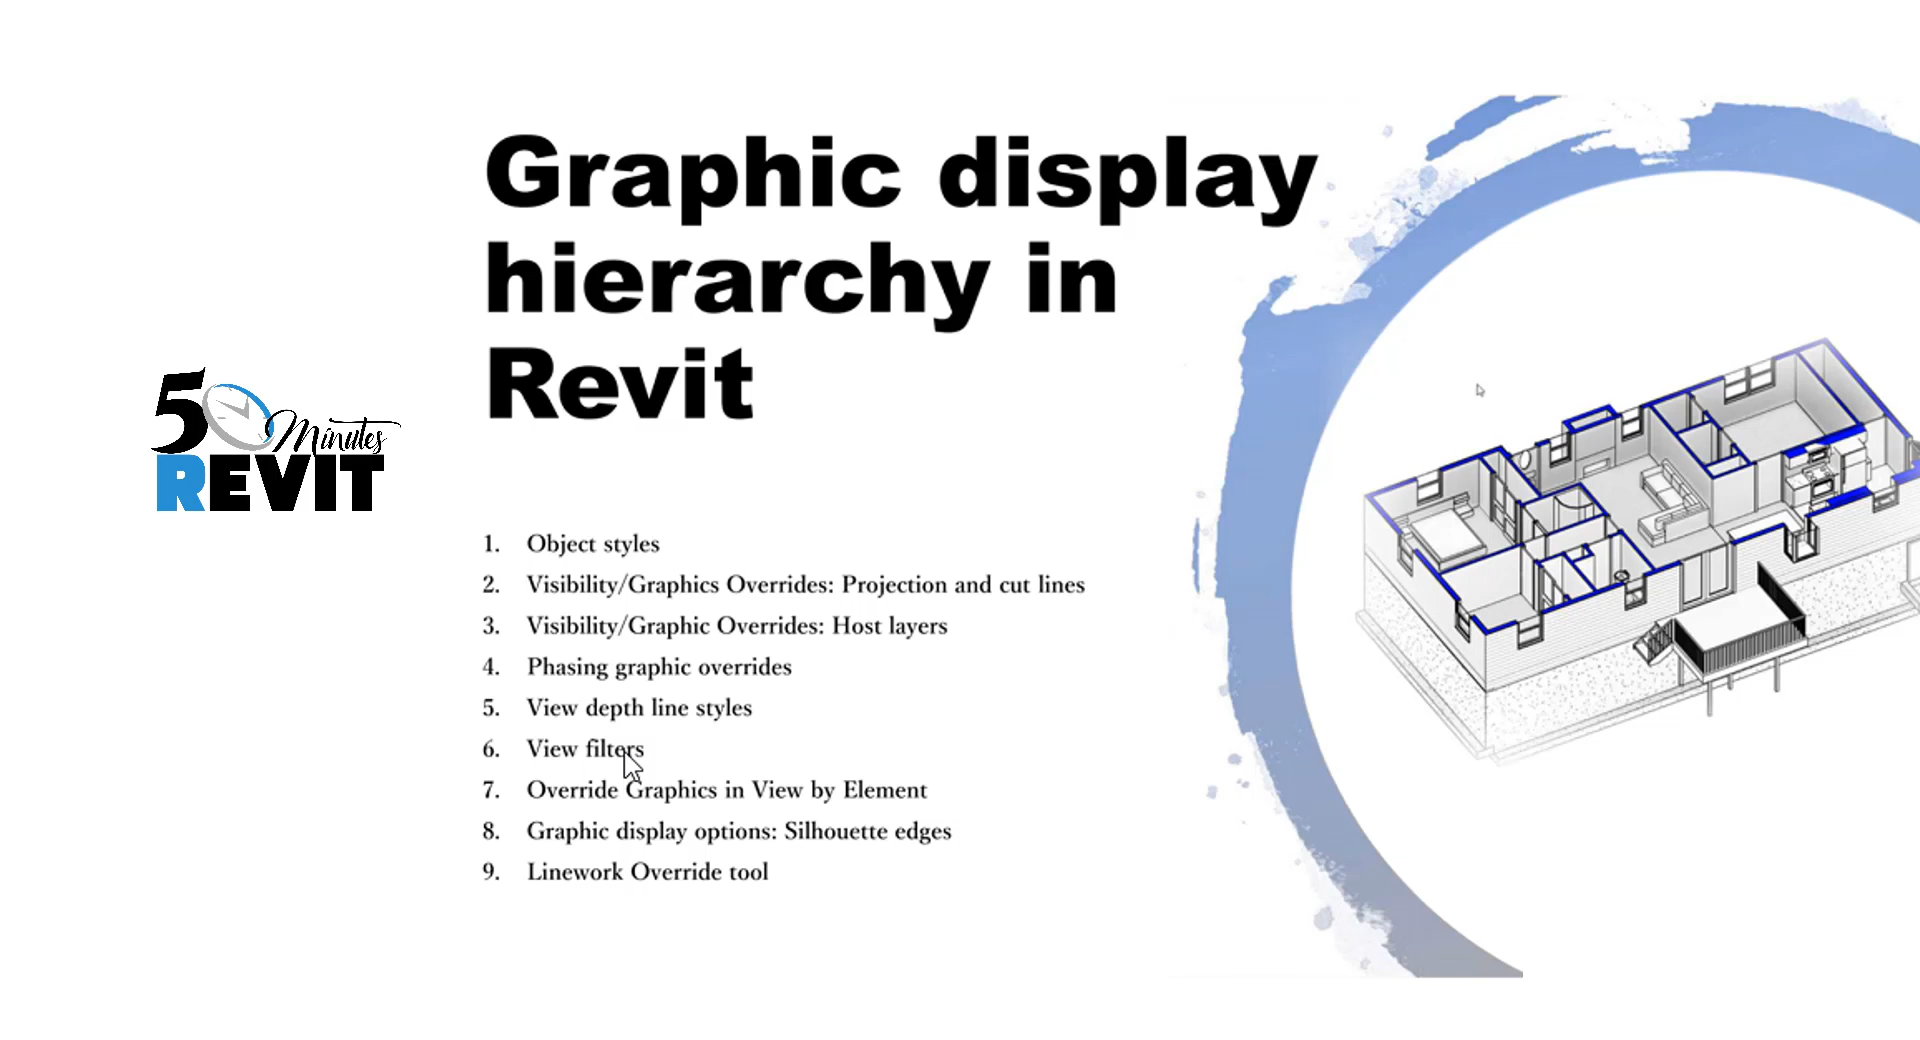 Graphic display
hierarchy in
Revit
50 Minutes
REVIT
1. Object styles
2. Visibility/Graphics Overrides: Projection and cut lines
3. Visibility/Graphic Overrides: Host layers
4. Phasing graphic overrides
5. View depth line styles
6. View filters
7. Override Graphics in View by Element
8. Graphic display options: Silhouette edges
9. Linework Override tool